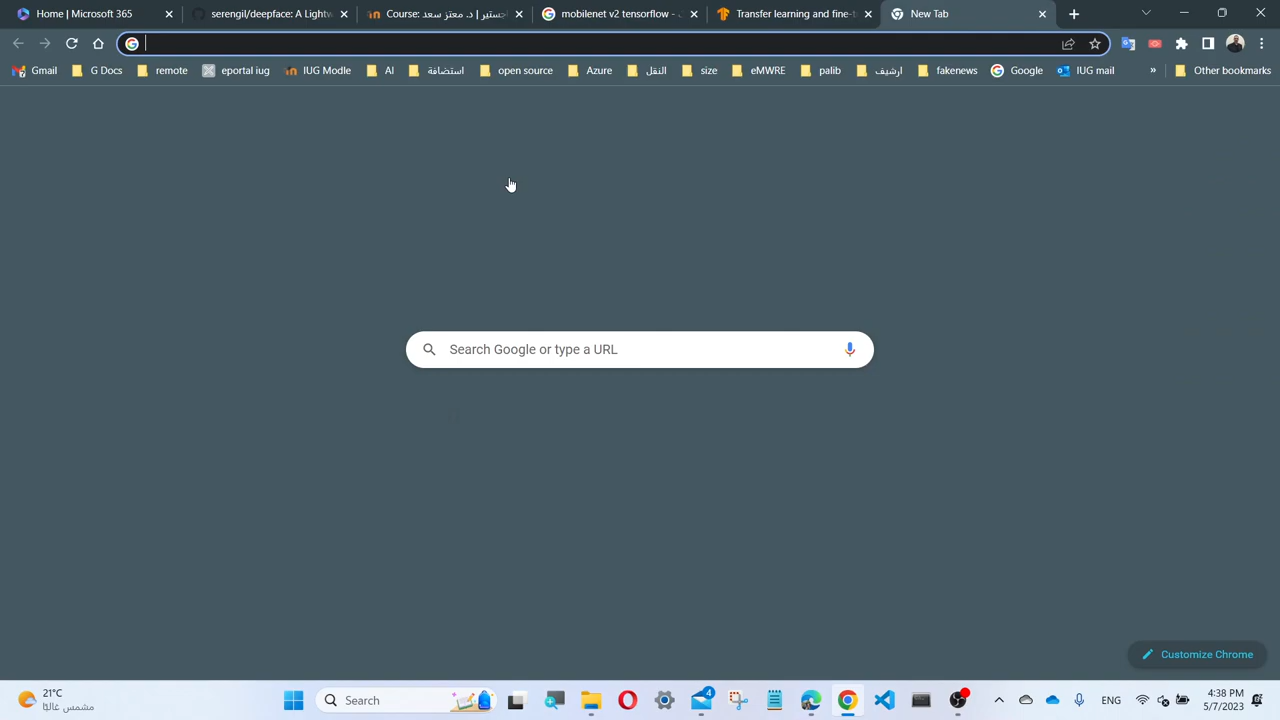 Home | Microsoft 365
serengil/deepface: A Lightw
Course: جستير | د. معتز سعد
mobilenet v2 tensorflow -
Transfer learning and fine-t
New Tab
Gmail
G Docs
remote
eportal iug
IUG Modle
AI
استضافة
open source
Azure
النقل
size
eMWRE
palib
ارشيف
fakenews
Google
IUG mail
»
Other bookmarks
Search Google or type a URL
Customize Chrome
21°C
مشمس غالبًا
Search
4
ENG
4:38 PM
5/7/2023